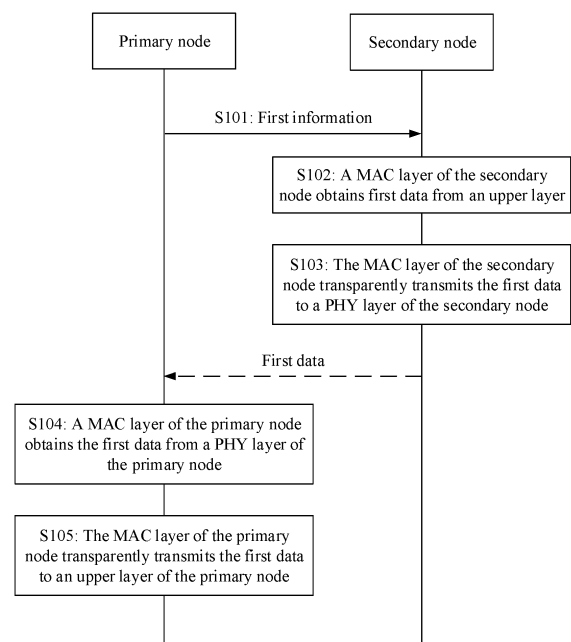 Primary node
Secondary node
S101: First information
S102: A MAC layer of the secondary
node obtains first data from an upper layer
S103: The MAC layer of the secondary
node transparently transmits the first data
to a PHY layer of the secondary node
First data
S104: A MAC layer of the primary node
obtains the first data from a PHY layer of
the primary node
S105: The MAC layer of the primary
node transparently transmits the first data
to an upper layer of the primary node